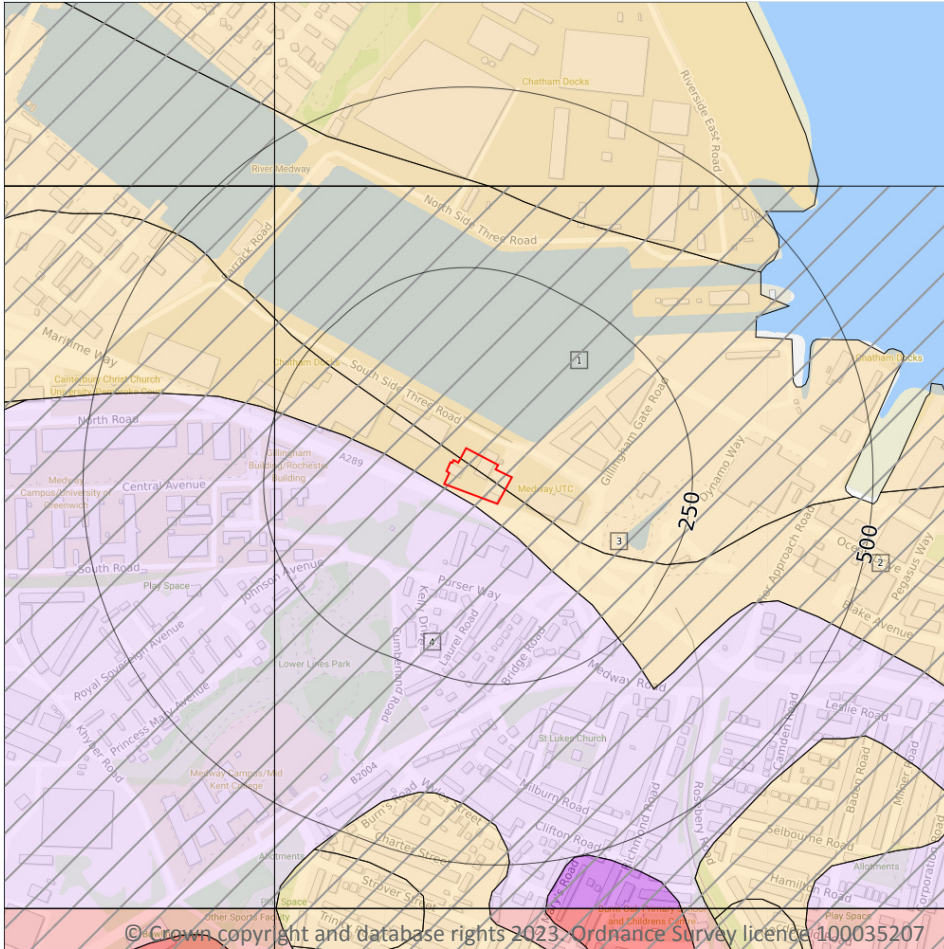 Chatham Docks
Riverside East Road
River Medway
North Side Three Road
Chatham Docks
Maritime Way
Chatham Docks
1
South Side Three Road
Canterbury Christ Church
North Road
A289
Gillingham Gate Road
Gillingham
Building/Rochester
Building
Dynamo Way
Medway
Campus/University of
Greenwich
Central Avenue
Medway UTC
250
500
3
2
Pegasus Way
South Road
Play Space
Johnson Avenue
Purser Way
Blake Avenue
Laurel Road
4
Cumberland Road
Bridge Road
Royal Sovereign Avenue
Lower Lines Park
Medway Road
Princess Mary Avenue
Leslie Road
Khyber Road
Camden Road
St Lukes Church
Medway Campus/Mid
Kent College
B2004
Milburn Road
Richmond Road
Rosebery Road
Burn's Road
Charter Street
Clifton Road
Selbourne Road
Allotments
Allotments
Strover Street
Hamilton Road
Other Sports Facility
Play Space
© Crown copyright and database rights 2023. Ordnance Survey licence 100035207